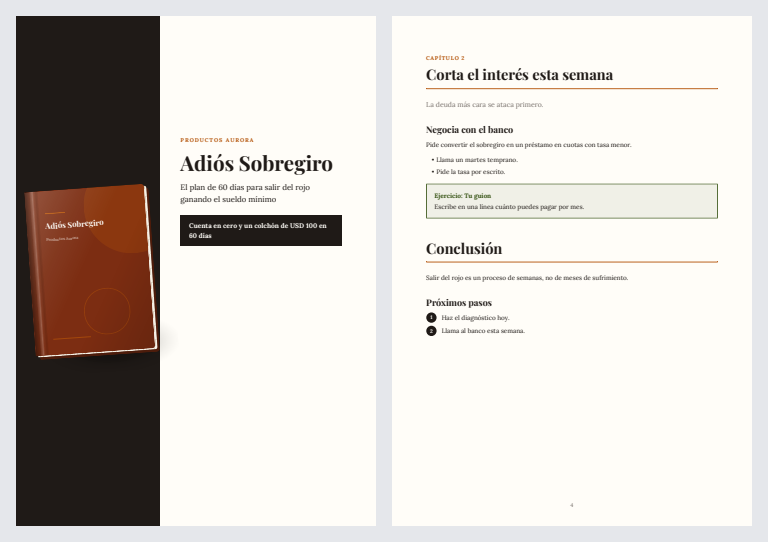 Adiós Sobregiro
PRODUCTOS AURORA
Adiós Sobregiro
El plan de 60 días para salir del rojo
ganando el sueldo mínimo
Cuenta en cero y un colchón de USD 100 en
60 días
CAPÍTULO 2
Corta el interés esta semana
La deuda más cara se ataca primero.
Negocia con el banco
Pide convertir el sobregiro en un préstamo en cuotas con tasa menor.
• Llama un martes temprano.
• Pide la tasa por escrito.
Ejercicio: Tu guion
Escribe en una línea cuánto puedes pagar por mes.
Conclusión
Salir del rojo es un proceso de semanas, no de meses de sufrimiento.
Próximos pasos
1 Haz el diagnóstico hoy.
2 Llama al banco esta semana.
4